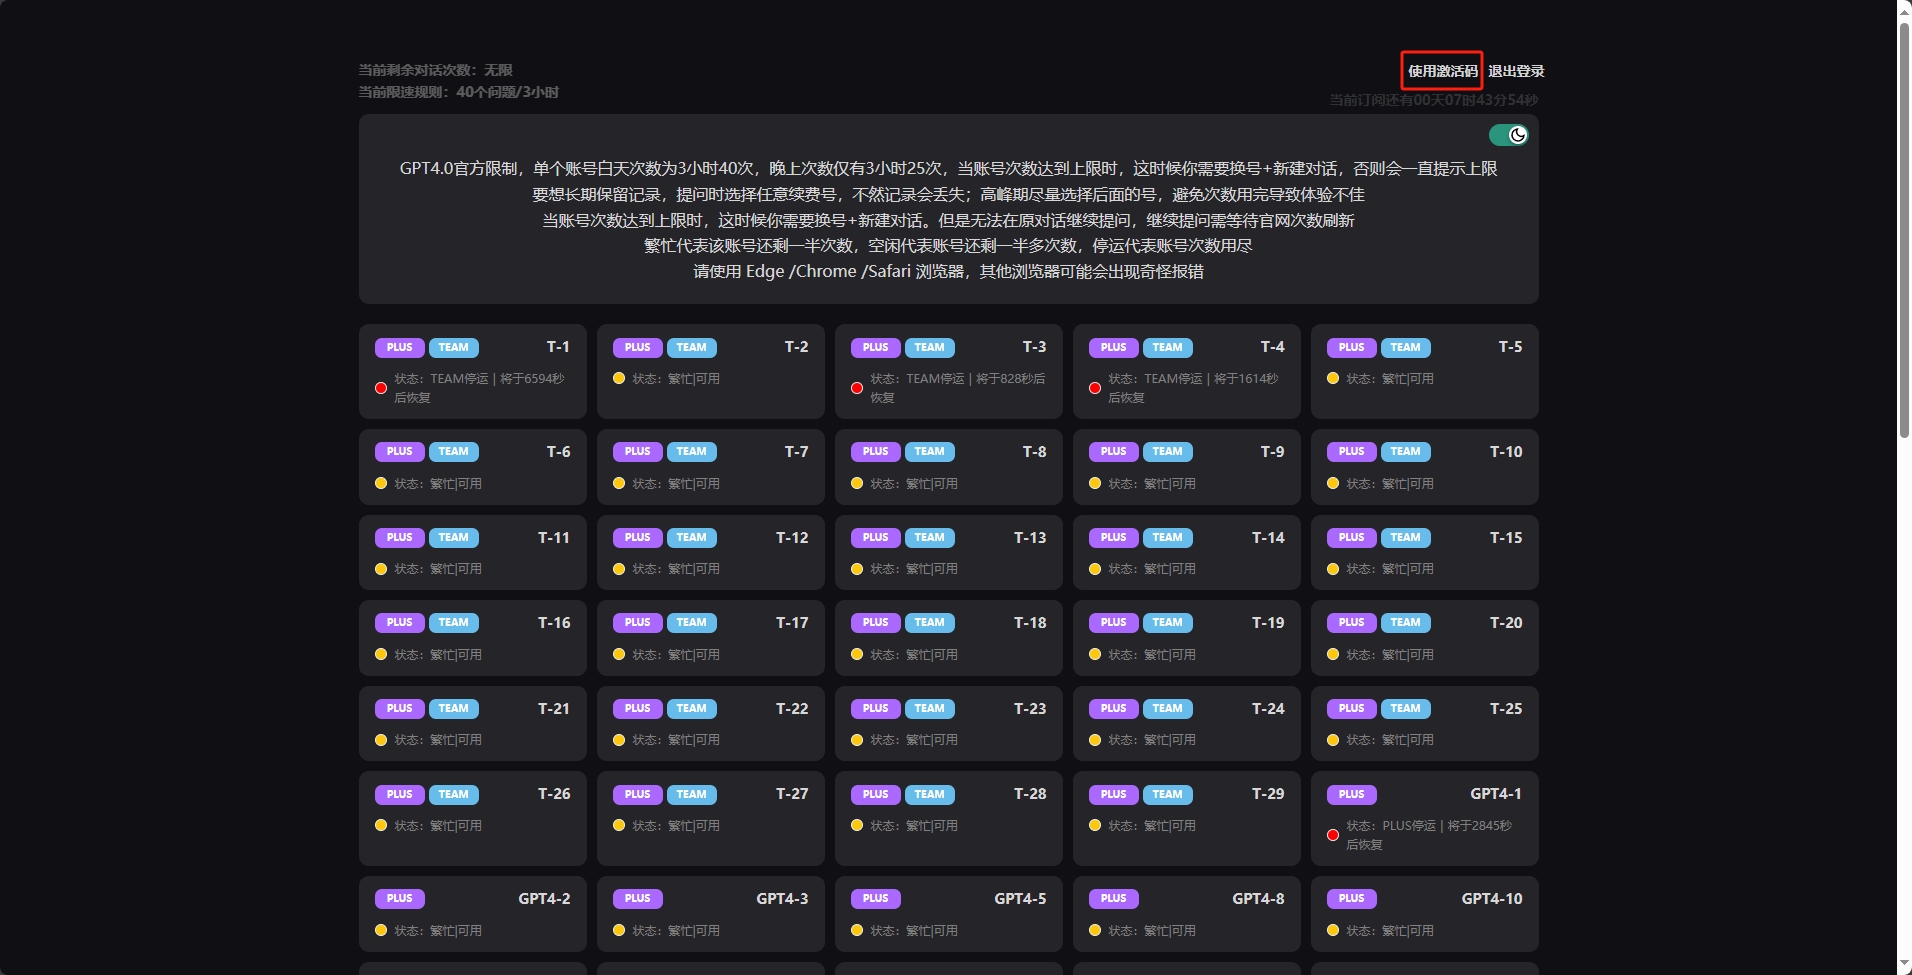 当前剩余对话次数：无限
当前限速规则：40个问题/3小时
使用激活码 退出登录
当前订阅还有00天07时43分54秒
GPT4.0官方限制，单个账号白天次数为3小时40次，晚上次数仅有3小时25次，当账号次数达到上限时，这时候你需要换号+新建对话，否则会一直提示上限
要想长期保留记录，提问时选择任意续费号，不然记录会丢失；高峰期尽量选择后面的号，避免次数用完导致体验不佳
当账号次数达到上限时，这时候你需要换号+新建对话。但是无法在原对话继续提问，继续提问需等待官网次数刷新
繁忙代表该账号还剩一半次数，空闲代表账号还剩一半多次数，停运代表账号次数用尽
请使用 Edge /Chrome /Safari 浏览器，其他浏览器可能会出现奇怪报错
PLUS TEAM T-1
状态：TEAM停运 | 将于6594秒
后恢复
PLUS TEAM T-2
状态：繁忙|可用
PLUS TEAM T-3
状态：TEAM停运 | 将于828秒后
恢复
PLUS TEAM T-4
状态：TEAM停运 | 将于1614秒
后恢复
PLUS TEAM T-5
状态：繁忙|可用
PLUS TEAM T-6
状态：繁忙|可用
PLUS TEAM T-7
状态：繁忙|可用
PLUS TEAM T-8
状态：繁忙|可用
PLUS TEAM T-9
状态：繁忙|可用
PLUS TEAM T-10
状态：繁忙|可用
PLUS TEAM T-11
状态：繁忙|可用
PLUS TEAM T-12
状态：繁忙|可用
PLUS TEAM T-13
状态：繁忙|可用
PLUS TEAM T-14
状态：繁忙|可用
PLUS TEAM T-15
状态：繁忙|可用
PLUS TEAM T-16
状态：繁忙|可用
PLUS TEAM T-17
状态：繁忙|可用
PLUS TEAM T-18
状态：繁忙|可用
PLUS TEAM T-19
状态：繁忙|可用
PLUS TEAM T-20
状态：繁忙|可用
PLUS TEAM T-21
状态：繁忙|可用
PLUS TEAM T-22
状态：繁忙|可用
PLUS TEAM T-23
状态：繁忙|可用
PLUS TEAM T-24
状态：繁忙|可用
PLUS TEAM T-25
状态：繁忙|可用
PLUS TEAM T-26
状态：繁忙|可用
PLUS TEAM T-27
状态：繁忙|可用
PLUS TEAM T-28
状态：繁忙|可用
PLUS TEAM T-29
状态：繁忙|可用
PLUS GPT4-1
状态：PLUS停运 | 将于2845秒
后恢复
PLUS GPT4-2
状态：繁忙|可用
PLUS GPT4-3
状态：繁忙|可用
PLUS GPT4-5
状态：繁忙|可用
PLUS GPT4-8
状态：繁忙|可用
PLUS GPT4-10
状态：繁忙|可用